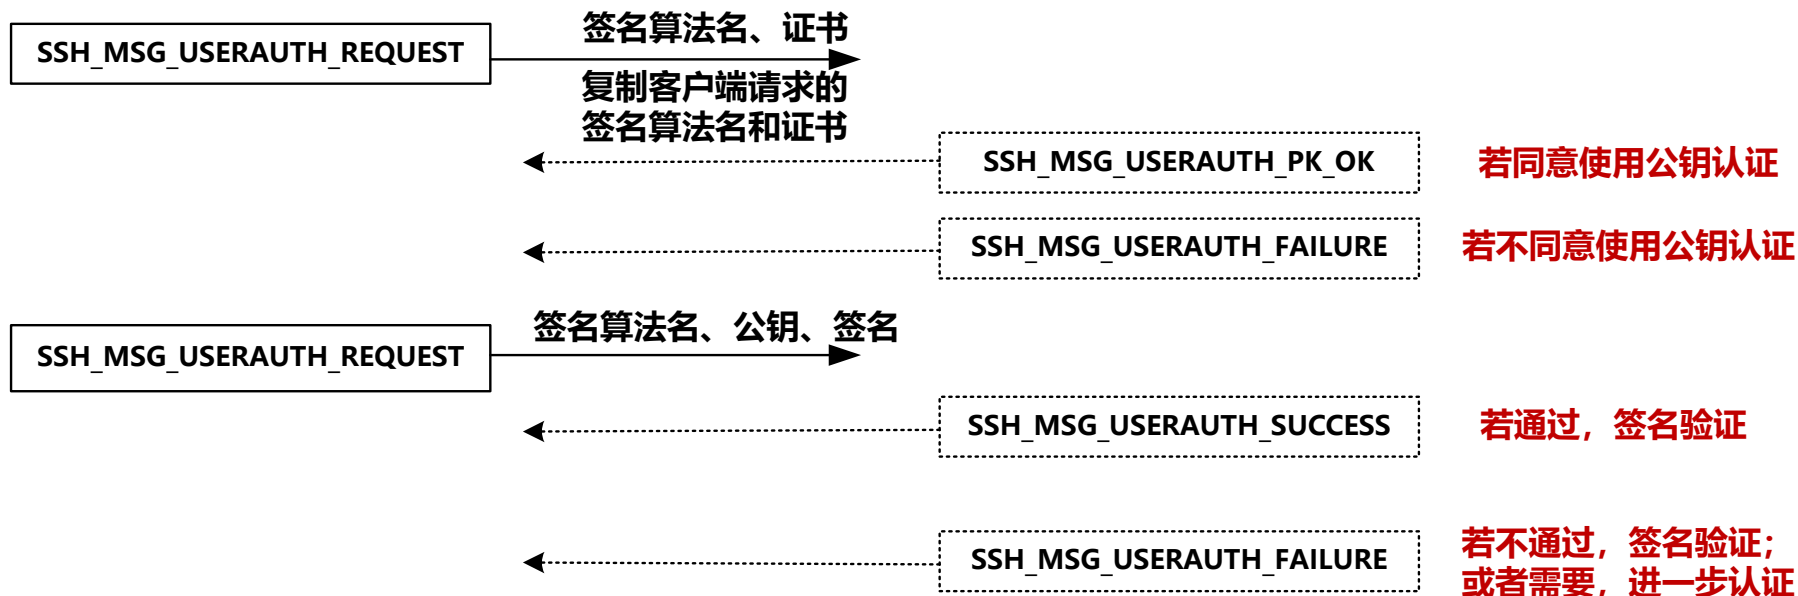 签名算法名、证书
SSH_MSG_USERAUTH_REQUEST
复制客户端请求的
签名算法名和证书
SSH_MSG_USERAUTH_PK_OK
若同意使用公钥认证
SSH_MSG_USERAUTH_FAILURE
若不同意使用公钥认证
签名算法名、公钥、签名
SSH_MSG_USERAUTH_REQUEST
SSH_MSG_USERAUTH_SUCCESS
若通过，签名验证
SSH_MSG_USERAUTH_FAILURE
若不通过，签名验证；
或者需要，进一步认证